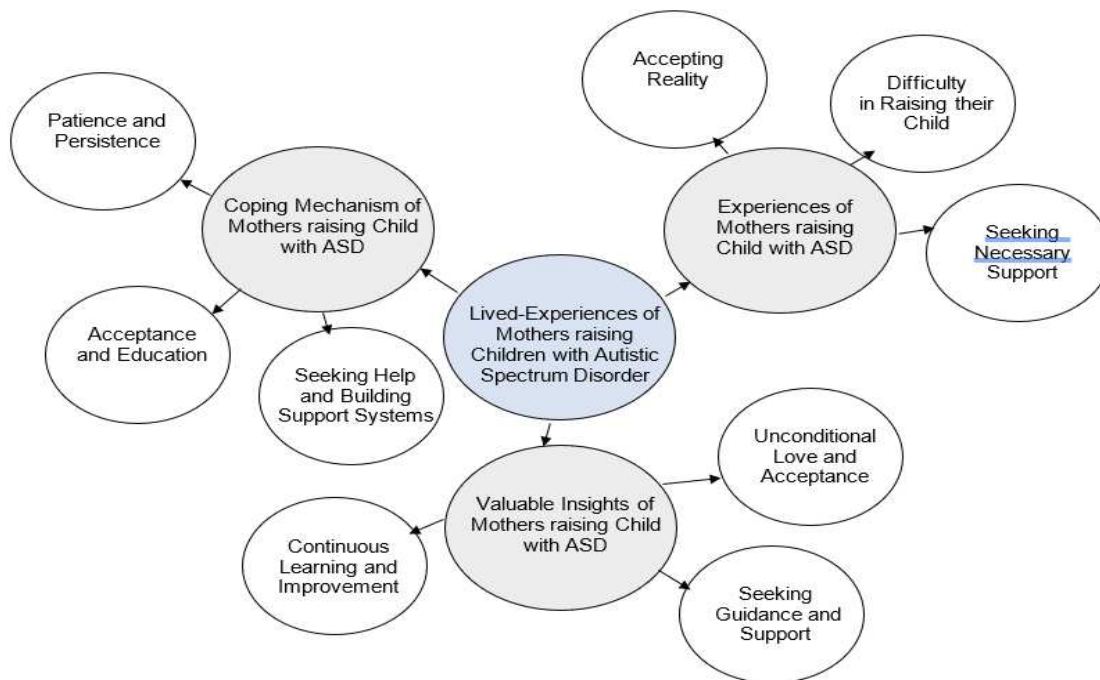 Accepting
Reality
Difficulty
in Raising their
Child
Patience and
Persistence
Coping Mechanism of
Mothers raising Child
with ASD
Experiences of
Mothers raising
Child with ASD
Seeking
Necessary
Support
Lived-Experiences of
Mothers raising
Children with Autistic
Spectrum Disorder
Acceptance
and Education
Seeking Help
and Building
Support Systems
Unconditional
Love and
Acceptance
Valuable Insights of
Mothers raising Child
with ASD
Continuous
Learning and
Improvement
Seeking
Guidance and
Support